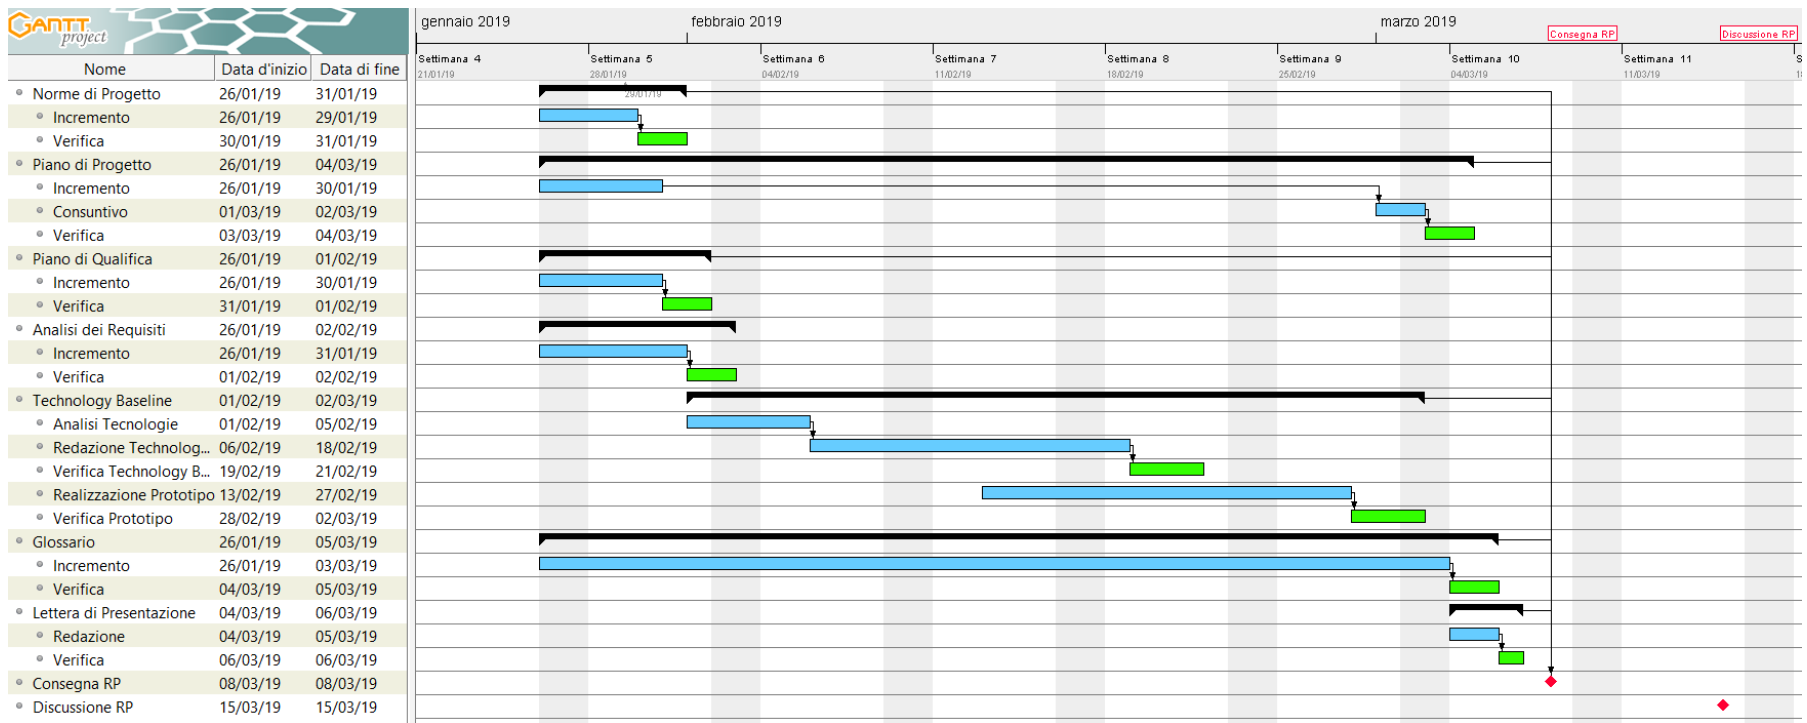 GANTT
project
gennaio 2019
febbraio 2019
marzo 2019
Consegna RP
Discussione RP
Nome Data d'inizio Data di fine
Settimana 4 Settimana 5 Settimana 6 Settimana 7 Settimana 8 Settimana 9 Settimana 10 Settimana 11 S
21/01/19 28/01/19 04/02/19 11/02/19 18/02/19 25/02/19 04/03/19 11/03/19 18
29/01/19
Norme di Progetto 26/01/19 31/01/19
Incremento 26/01/19 29/01/19
Verifica 30/01/19 31/01/19
Piano di Progetto 26/01/19 04/03/19
Incremento 26/01/19 30/01/19
Consuntivo 01/03/19 02/03/19
Verifica 03/03/19 04/03/19
Piano di Qualifica 26/01/19 01/02/19
Incremento 26/01/19 30/01/19
Verifica 31/01/19 01/02/19
Analisi dei Requisiti 26/01/19 02/02/19
Incremento 26/01/19 31/01/19
Verifica 01/02/19 02/02/19
Technology Baseline 01/02/19 02/03/19
Analisi Tecnologie 01/02/19 05/02/19
Redazione Technolog... 06/02/19 18/02/19
Verifica Technology B... 19/02/19 21/02/19
Realizzazione Prototipo 13/02/19 27/02/19
Verifica Prototipo 28/02/19 02/03/19
Glossario 26/01/19 05/03/19
Incremento 26/01/19 03/03/19
Verifica 04/03/19 05/03/19
Lettera di Presentazione 04/03/19 06/03/19
Redazione 04/03/19 05/03/19
Verifica 06/03/19 06/03/19
Consegna RP 08/03/19 08/03/19
Discussione RP 15/03/19 15/03/19